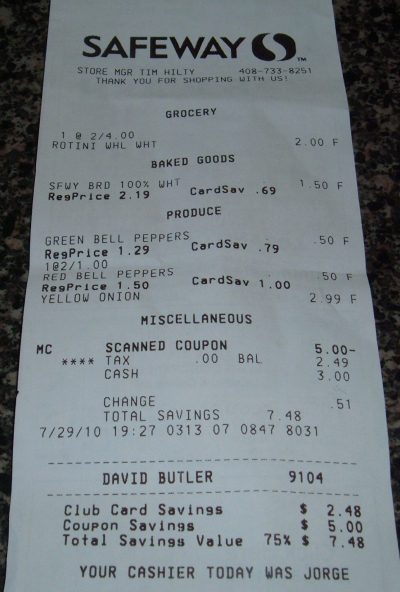 SAFEWAY TM
STORE MGR TIM HILTY 408-733-8251
THANK YOU FOR SHOPPING WITH US!
GROCERY
1 @ 2/4.00
ROTINI WHL WHT 2.00 F
BAKED GOODS
SFWY BRD 100% WHT 1.50 F
RegPrice 2.19 CardSav .69
PRODUCE
GREEN BELL PEPPERS .50 F
RegPrice 1.29 CardSav .79
1@2/1.00
RED BELL PEPPERS .50 F
RegPrice 1.50 CardSav 1.00
YELLOW ONION 2.99 F
MISCELLANEOUS
MC SCANNED COUPON 5.00-
**** TAX .00 BAL 2.49
CASH 3.00
CHANGE .51
TOTAL SAVINGS 7.48
7/29/10 19:27 0313 07 0847 8031
DAVID BUTLER 9104
Club Card Savings $ 2.48
Coupon Savings $ 5.00
Total Savings Value 75% $ 7.48
YOUR CASHIER TODAY WAS JORGE